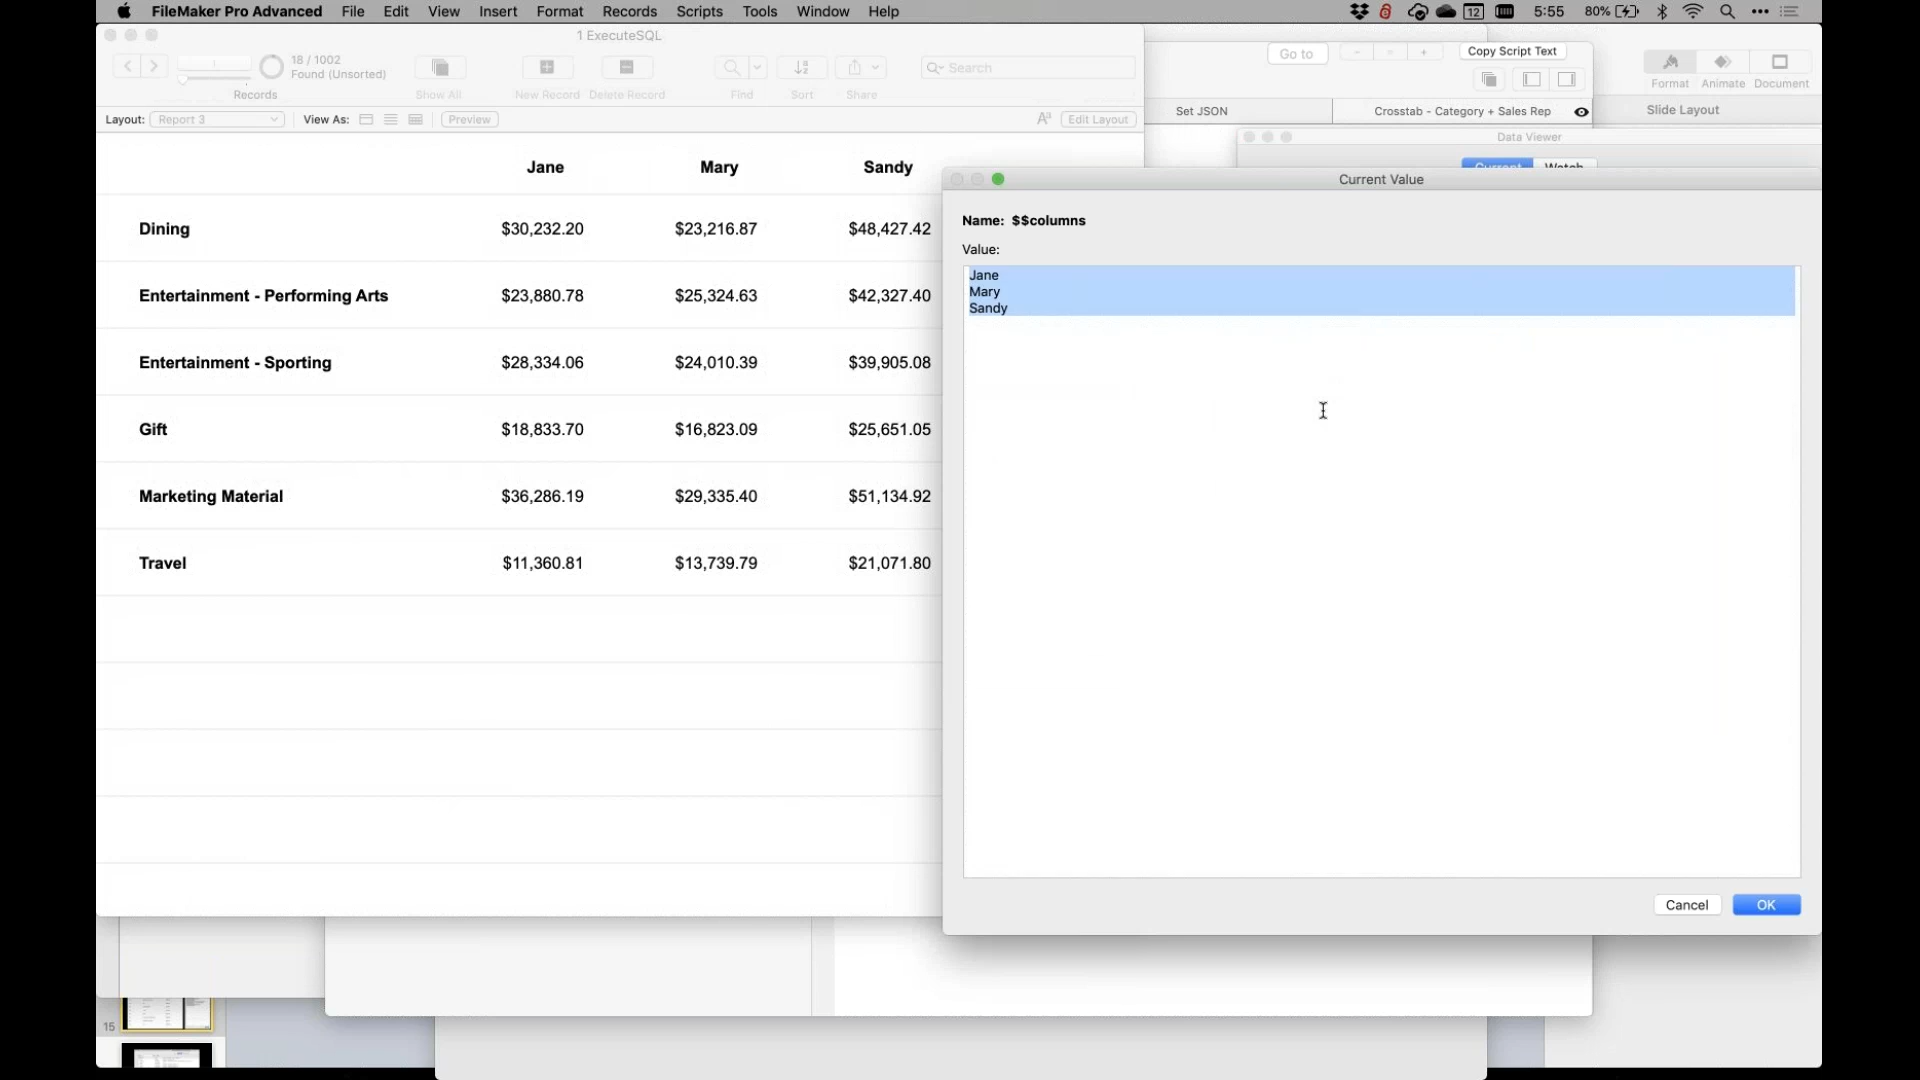 FileMaker Pro Advanced File Edit View Insert Format Records Scripts Tools Window Help 12 5:55 80%
1 ExecuteSQL
18 / 1002
Found (Unsorted)
Records
Show All
New Record
Delete Record
Find
Sort
Share
Search
Layout: Report 3 View As: Preview
Edit Layout
Go to
Copy Script Text
Format Animate Document
Set JSON
Crosstab - Category + Sales Rep
Slide Layout
Data Viewer
Current Watch
Jane Mary Sandy
Dining $30,232.20 $23,216.87 $48,427.42
Entertainment - Performing Arts $23,880.78 $25,324.63 $42,327.40
Entertainment - Sporting $28,334.06 $24,010.39 $39,905.08
Gift $18,833.70 $16,823.09 $25,651.05
Marketing Material $36,286.19 $29,335.40 $51,134.92
Travel $11,360.81 $13,739.79 $21,071.80
Current Value
Name: $$columns
Value:
Jane
Mary
Sandy
Cancel OK
15